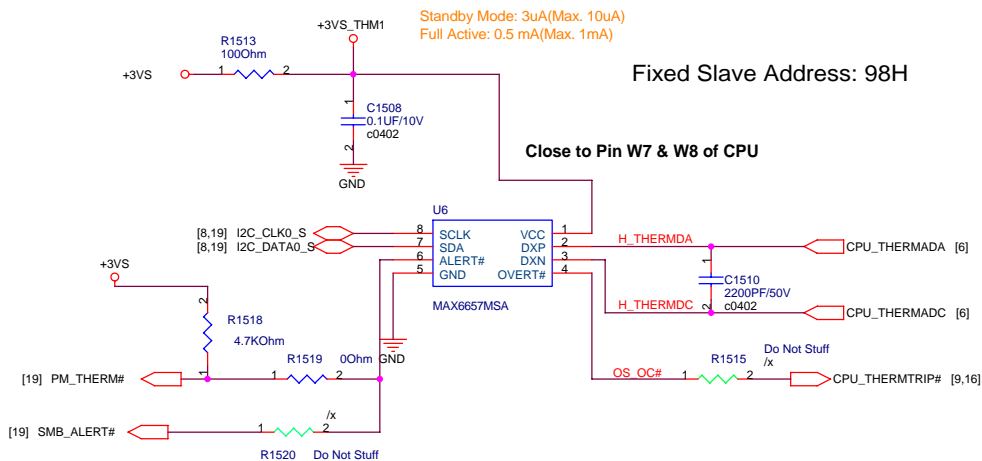 Standby Mode: 3uA(Max. 10uA)
Full Active: 0.5 mA(Max. 1mA)
+3VS_THM1
R1513
100Ohm
+3VS
1
2
Fixed Slave Address: 98H
1
C1508
0.1UF/10V
c0402
2
GND
Close to Pin W7 & W8 of CPU
U6
[8,19] I2C_CLK0_S
8 SCLK
VCC 1
[8,19] I2C_DATA0_S
7 SDA
DXP 2
H_THERMDA
CPU_THERMADA [6]
6 ALERT#
DXN 3
5 GND
OVERT# 4
MAX6657MSA
1
C1510
2200PF/50V
c0402
2
H_THERMDC
CPU_THERMADC [6]
+3VS
2
R1518
4.7KOhm
1
GND
R1519 0Ohm
[19] PM_THERM#
1
2
OS_OC#
1
R1515
2
Do Not Stuff
/x
CPU_THERMTRIP# [9,16]
/x
[19] SMB_ALERT#
1
2
R1520 Do Not Stuff